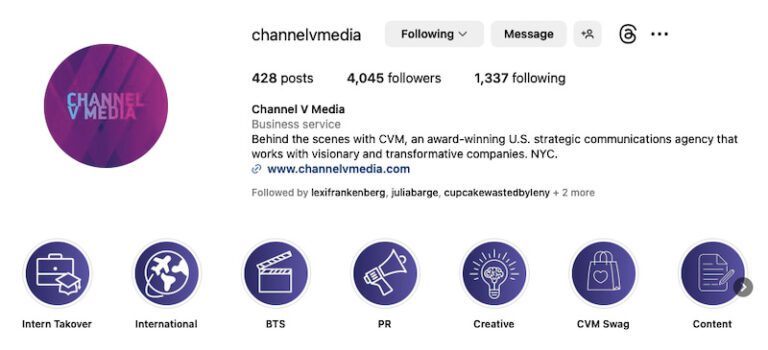 channelvmedia Following Message
428 posts 4,045 followers 1,337 following
CHANNEL
V MEDIA
Channel V Media
Business service
Behind the scenes with CVM, an award-winning U.S. strategic communications agency that
works with visionary and transformative companies. NYC.
www.channelvmedia.com
Followed by lexifrankenberg, juliabarge, cupcakewastedbyleny + 2 more
Intern Takover International BTS PR Creative CVM Swag Content